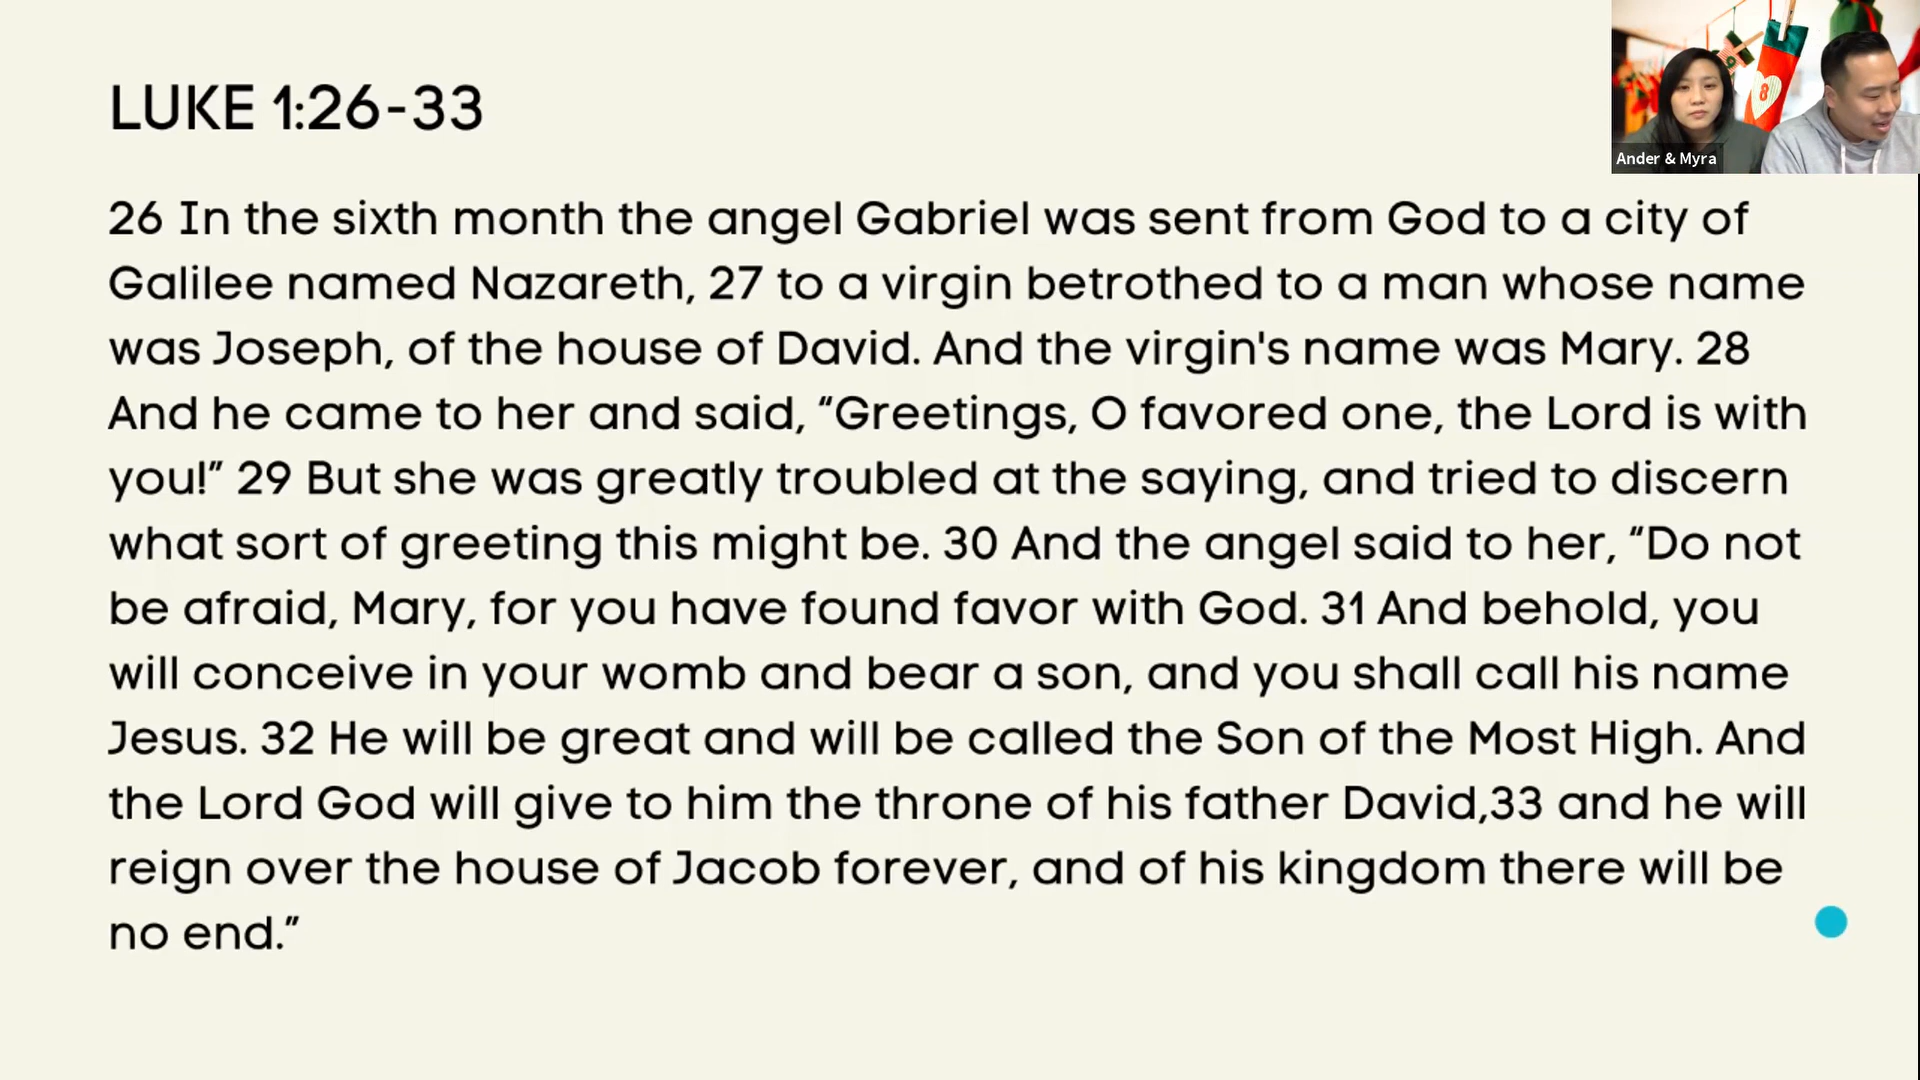 LUKE 1:26-33
Ander & Myra
26 In the sixth month the angel Gabriel was sent from God to a city of
Galilee named Nazareth, 27 to a virgin betrothed to a man whose name
was Joseph, of the house of David. And the virgin's name was Mary. 28
And he came to her and said, “Greetings, O favored one, the Lord is with
you!” 29 But she was greatly troubled at the saying, and tried to discern
what sort of greeting this might be. 30 And the angel said to her, “Do not
be afraid, Mary, for you have found favor with God. 31 And behold, you
will conceive in your womb and bear a son, and you shall call his name
Jesus. 32 He will be great and will be called the Son of the Most High. And
the Lord God will give to him the throne of his father David,33 and he will
reign over the house of Jacob forever, and of his kingdom there will be
no end.”
8